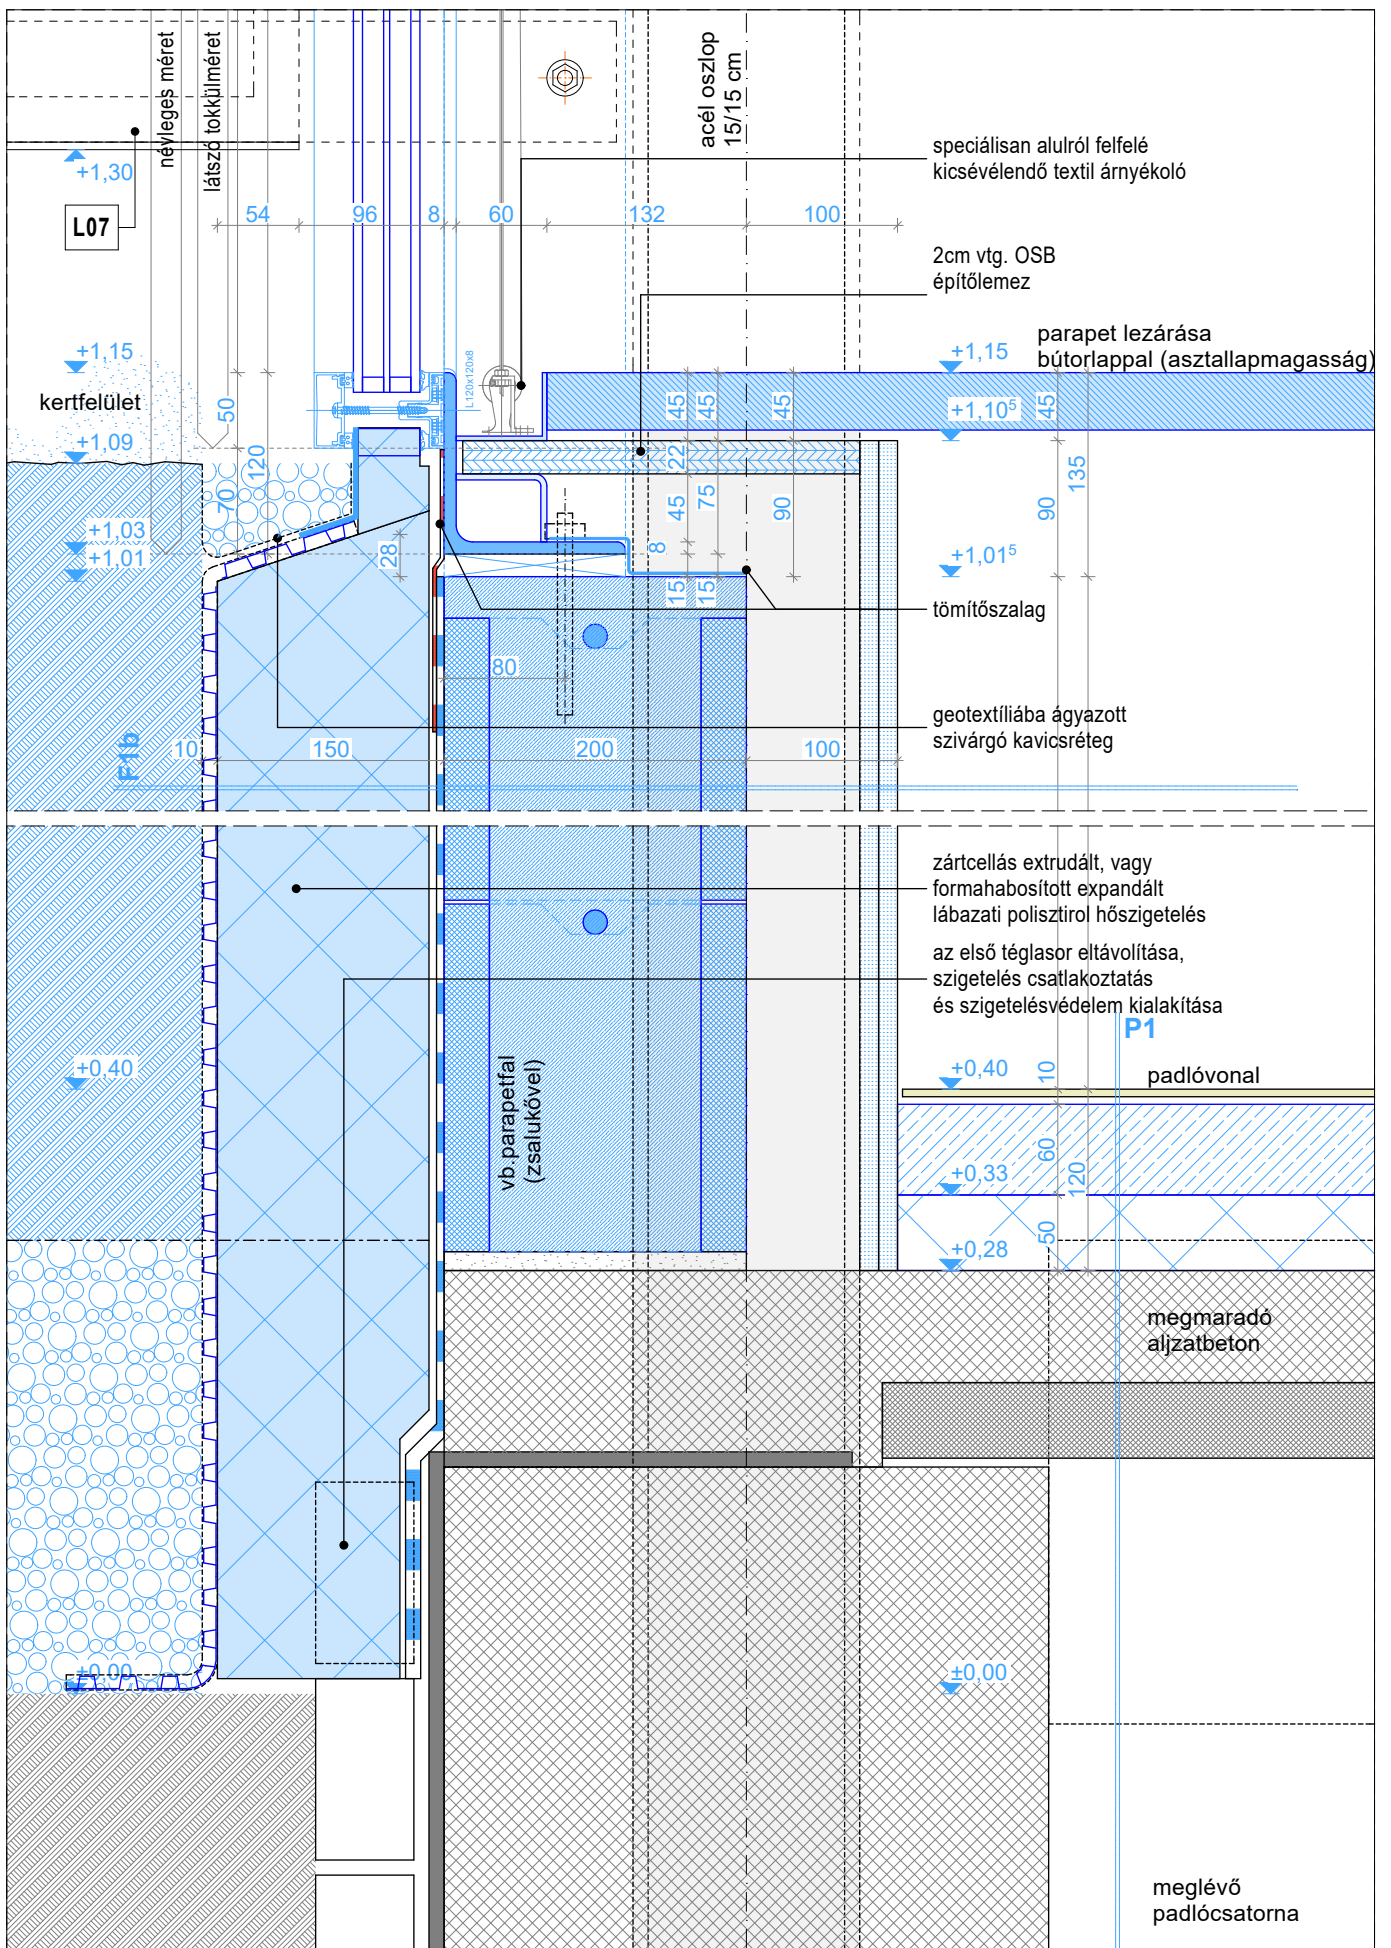 névleges méret
látszó tokkülméret
acél oszlop
15/15 cm
speciálisan alulról felfelé
kicsévélendő textil árnyékoló
+1,30
L07
54
96
8
60
132
100
2cm vtg. OSB
építőlemez
parapet lezárása
bútorlappal (asztallapmagasság)
+1,15
+1,15
L120x120x8
kertfelület
50
45
45
45
+1,10⁵
45
+1,09
120
22
135
70
45
75
90
90
+1,03
+1,01
28
8
+1,01⁵
15
15
tömítőszalag
80
geotextíliába ágyazott
szivárgó kavicsréteg
F1b
10
150
200
100
zártcellás extrudált, vagy
formahabosított expandált
lábazati polisztirol hőszigetelés
az első téglasor eltávolítása,
szigetelés csatlakoztatás
és szigetelésvédelem kialakítása
P1
+0,40
vb.parapetfal
(zsalukővel)
+0,40
10
padlóvonal
60
+0,33
120
50
+0,28
megmaradó
aljzatbeton
±0,00
±0,00
meglévő
padlócsatorna